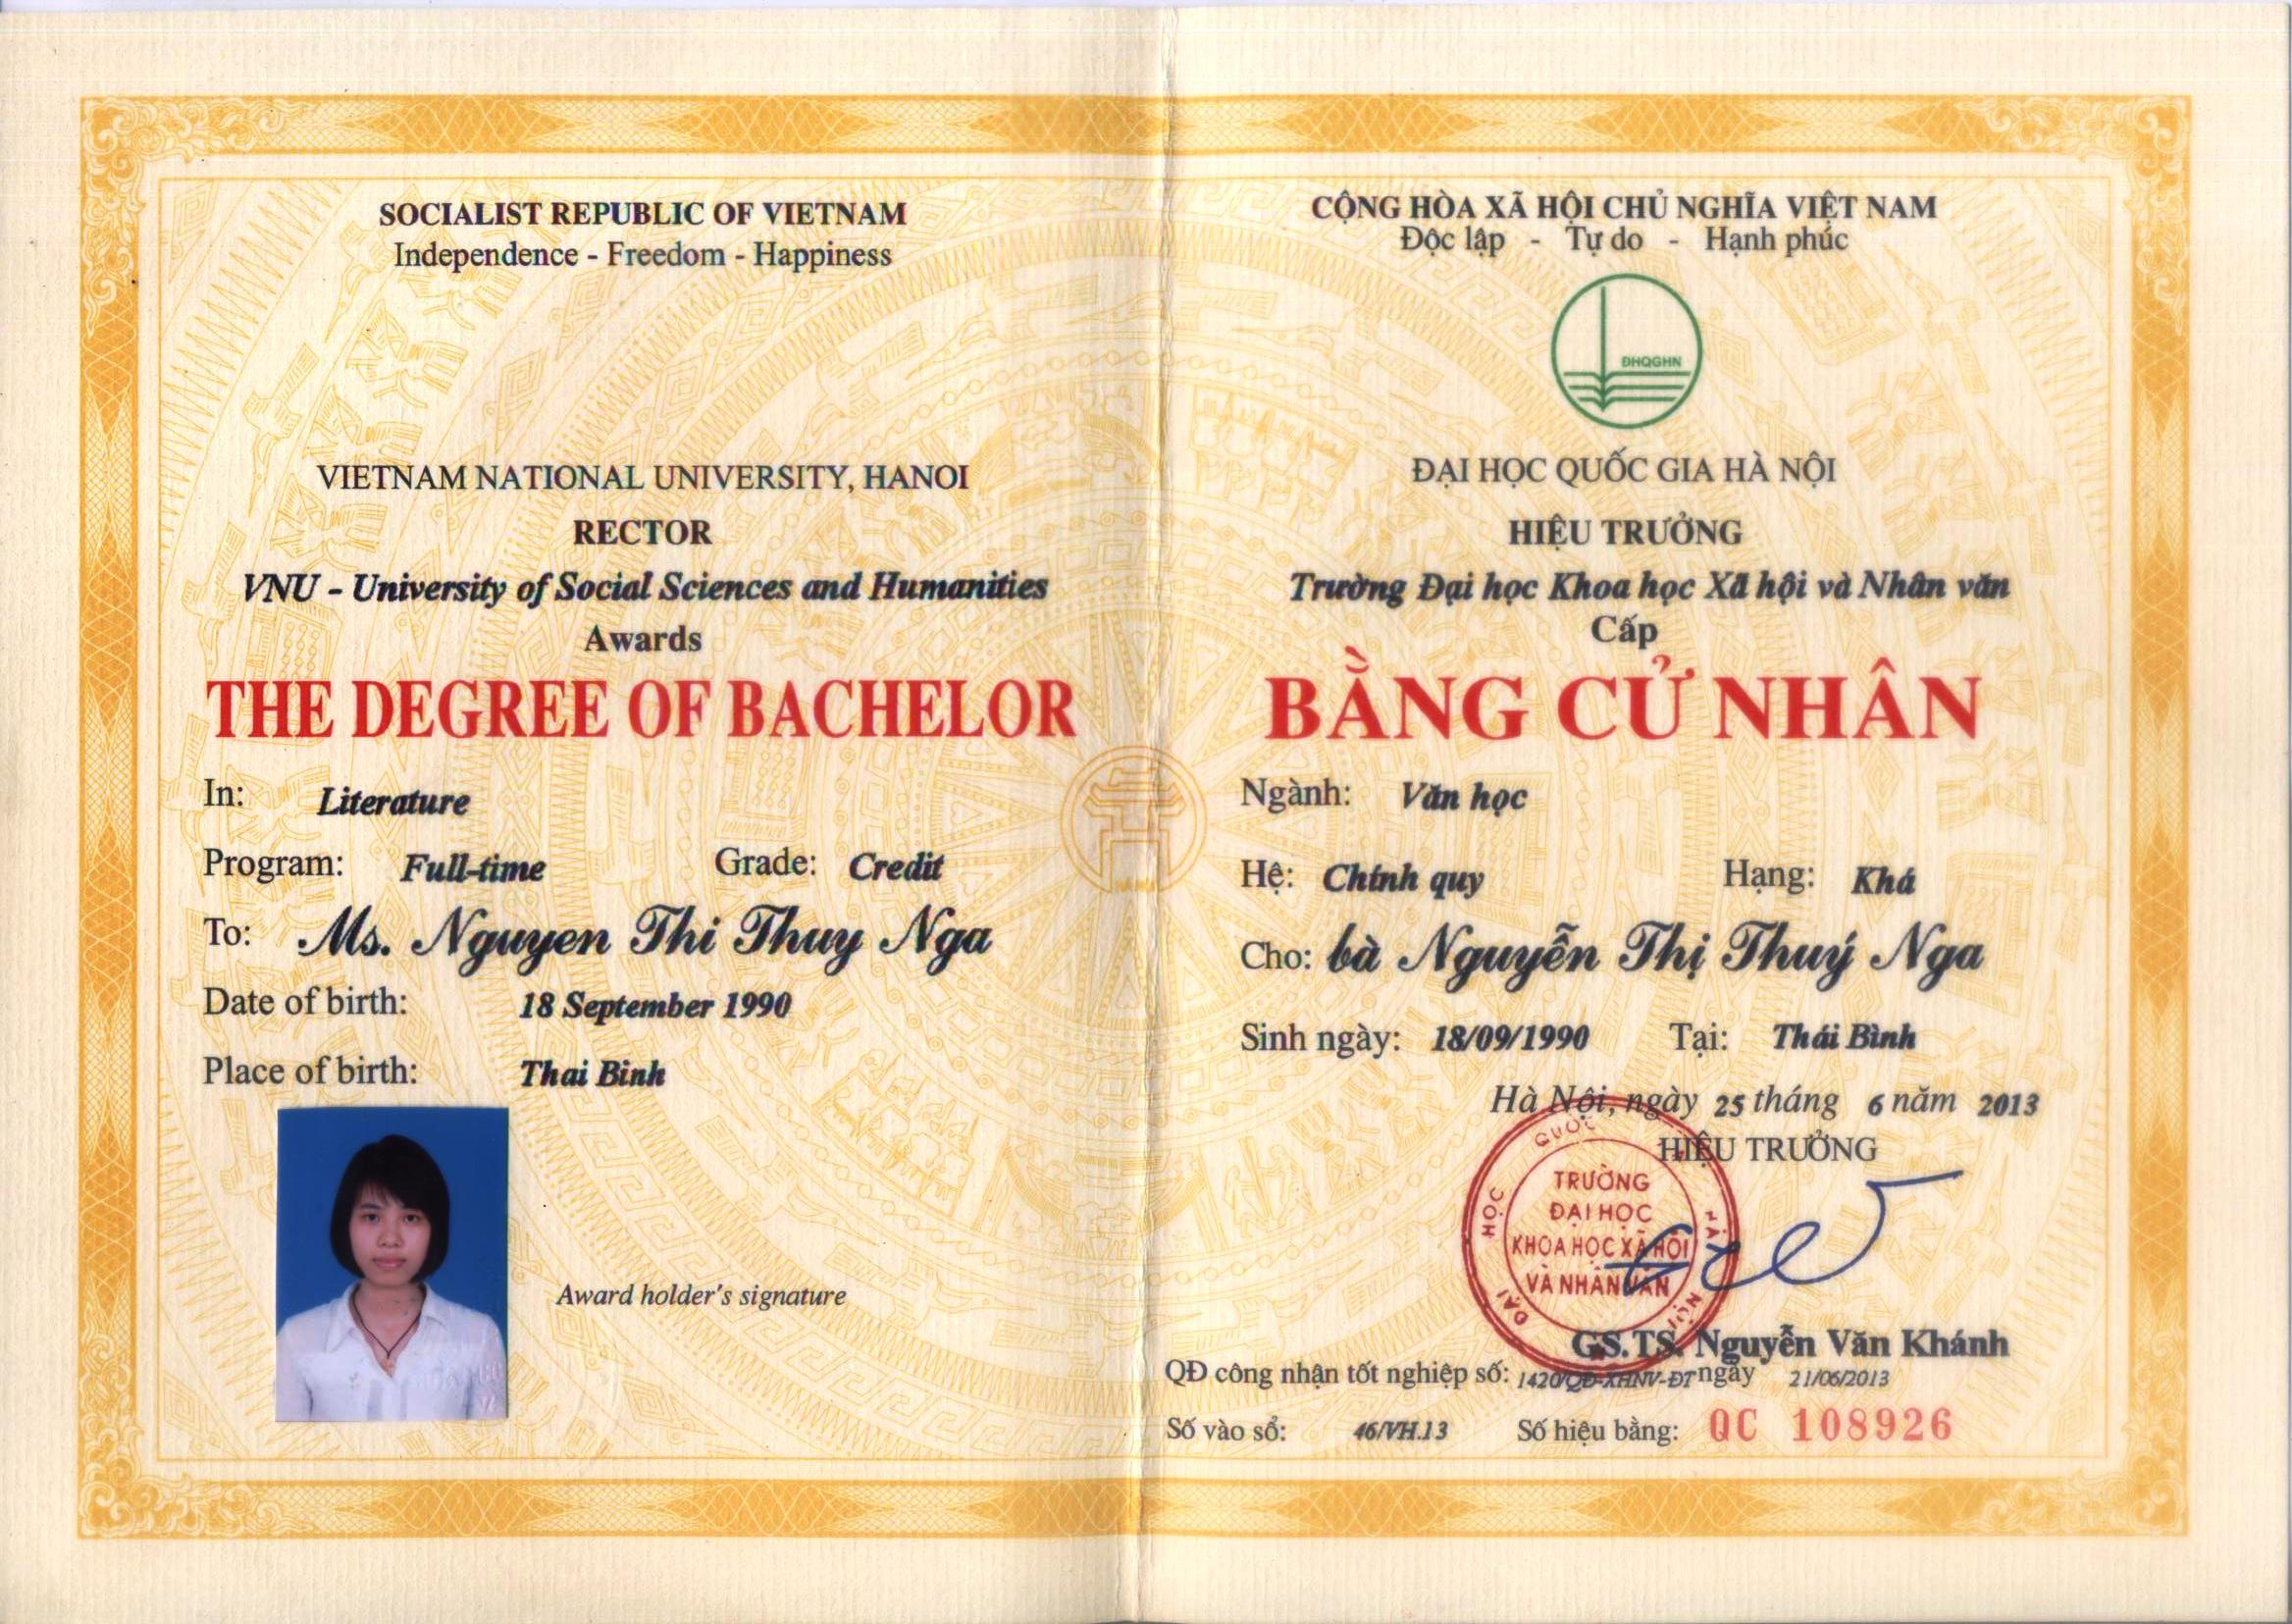 SOCIALIST REPUBLIC OF VIETNAM
Independence - Freedom - Happiness
VIETNAM NATIONAL UNIVERSITY, HANOI
RECTOR
VNU - University of Social Sciences and Humanities
Awards
THE DEGREE OF BACHELOR
In: Literature
Program: Full-time Grade: Credit
To: Ms. Nguyen Thi Thuy Nga
Date of birth: 18 September 1990
Place of birth: Thai Binh
Award holder's signature
CỘNG HÒA XÃ HỘI CHỦ NGHĨA VIỆT NAM
Độc lập - Tự do - Hạnh phúc
ĐHQGHN
ĐẠI HỌC QUỐC GIA HÀ NỘI
HIỆU TRƯỞNG
Trường Đại học Khoa học Xã hội và Nhân văn
Cấp
BẰNG CỬ NHÂN
Ngành: Văn học
Hệ: Chính quy Hạng: Khá
Cho: bà Nguyễn Thị Thuý Nga
Sinh ngày: 18/09/1990 Tại: Thái Bình
Hà Nội, ngày 25 tháng 6 năm 2013
HIỆU TRƯỞNG
ĐẠI HỌC QUỐC HÀ NỘI
TRƯỜNG
ĐẠI HỌC
KHOA HỌC XÃ HỘI
VÀ NHÂN VĂN
GS.TS. Nguyễn Văn Khánh
QĐ công nhận tốt nghiệp số: 1420/QĐ-XHNV-ĐT ngày 21/06/2013
Số vào sổ: 46/VH.13 Số hiệu bằng: QC 108926